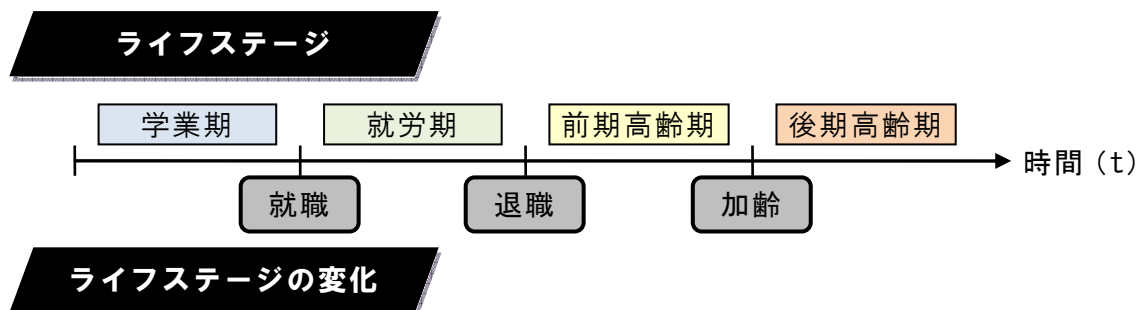 ライフステージ
学業期 就労期 前期高齢期 後期高齢期
時間（t）
就職 退職 加齢
ライフステージの変化